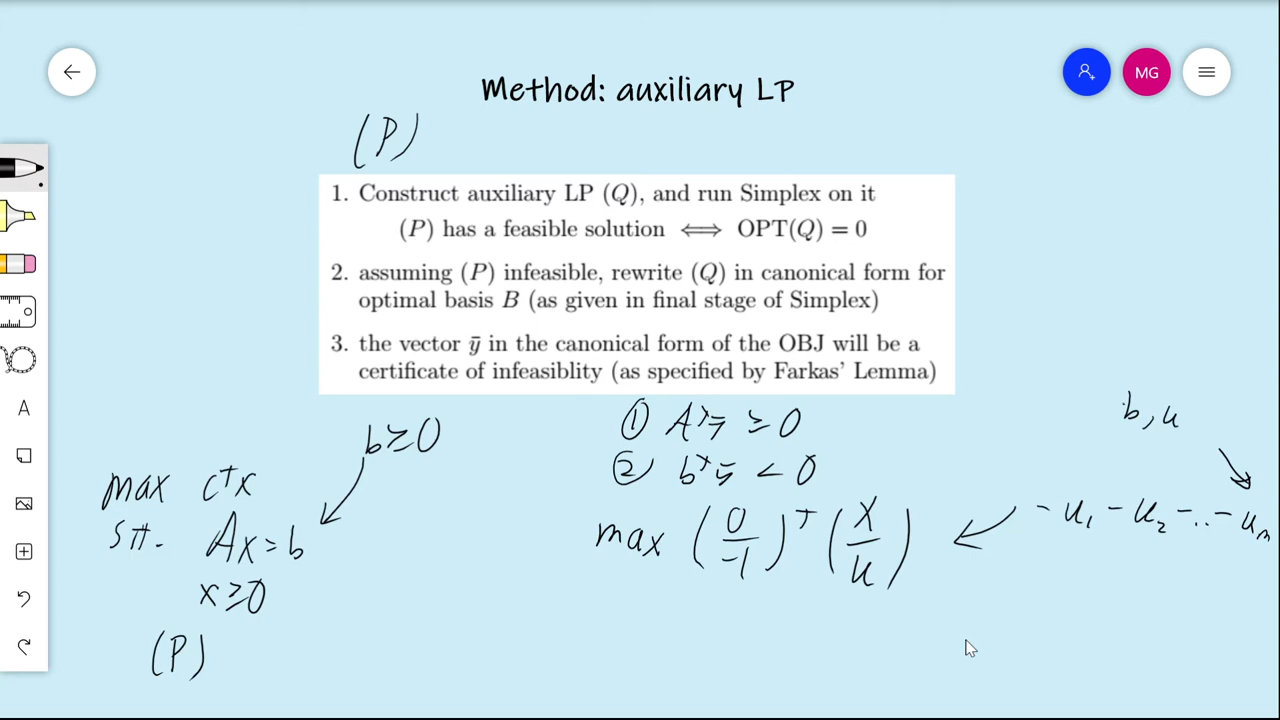 MG
Method: auxiliary LP
(P)
1. Construct auxiliary LP (Q), and run Simplex on it
(P) has a feasible solution ⟺ OPT(Q) = 0
2. assuming (P) infeasible, rewrite (Q) in canonical form for
optimal basis B (as given in final stage of Simplex)
3. the vector ȳ in the canonical form of the OBJ will be a
certificate of infeasiblity (as specified by Farkas' Lemma)
b ≥ 0
max cᵀx
s.t. Ax = b
x ≥ 0
(P)
① Aᵀȳ ≥ 0
② bᵀȳ < 0
max (0/-1)ᵀ (x/u)
b, u
- u₁ - u₂ - .. - uₘ
A